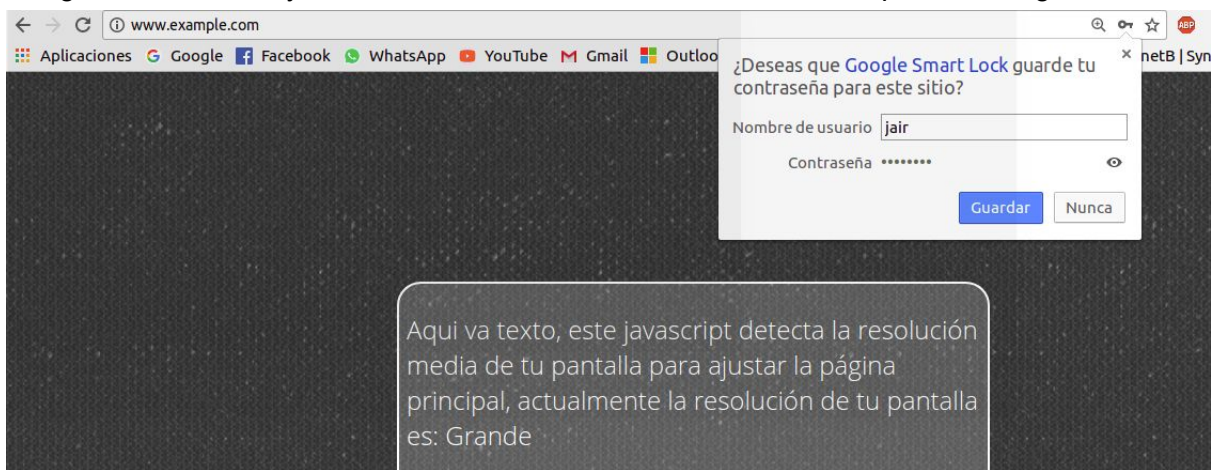 www.example.com
ABP
Aplicaciones G Google f Facebook WhatsApp YouTube M Gmail Outloo
netB | Syn
¿Deseas que Google Smart Lock guarde tu
contraseña para este sitio?
Nombre de usuario jair
Contraseña ••••••••
Guardar Nunca
Aqui va texto, este javascript detecta la resolución
media de tu pantalla para ajustar la página
principal, actualmente la resolución de tu pantalla
es: Grande